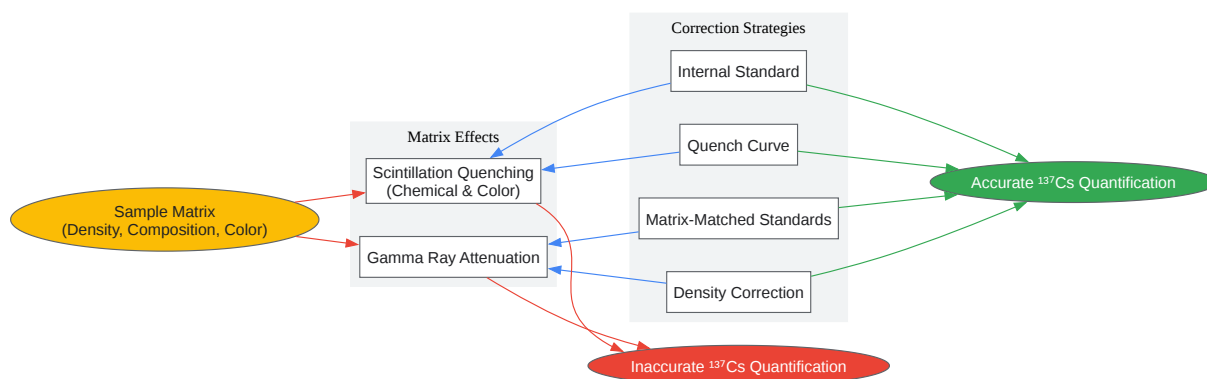 Correction Strategies
Internal Standard
Matrix Effects
Quench Curve
Scintillation Quenching
(Chemical & Color)
Accurate ¹³⁷Cs Quantification
Sample Matrix
(Density, Composition, Color)
Matrix-Matched Standards
Gamma Ray Attenuation
Density Correction
Inaccurate ¹³⁷Cs Quantification